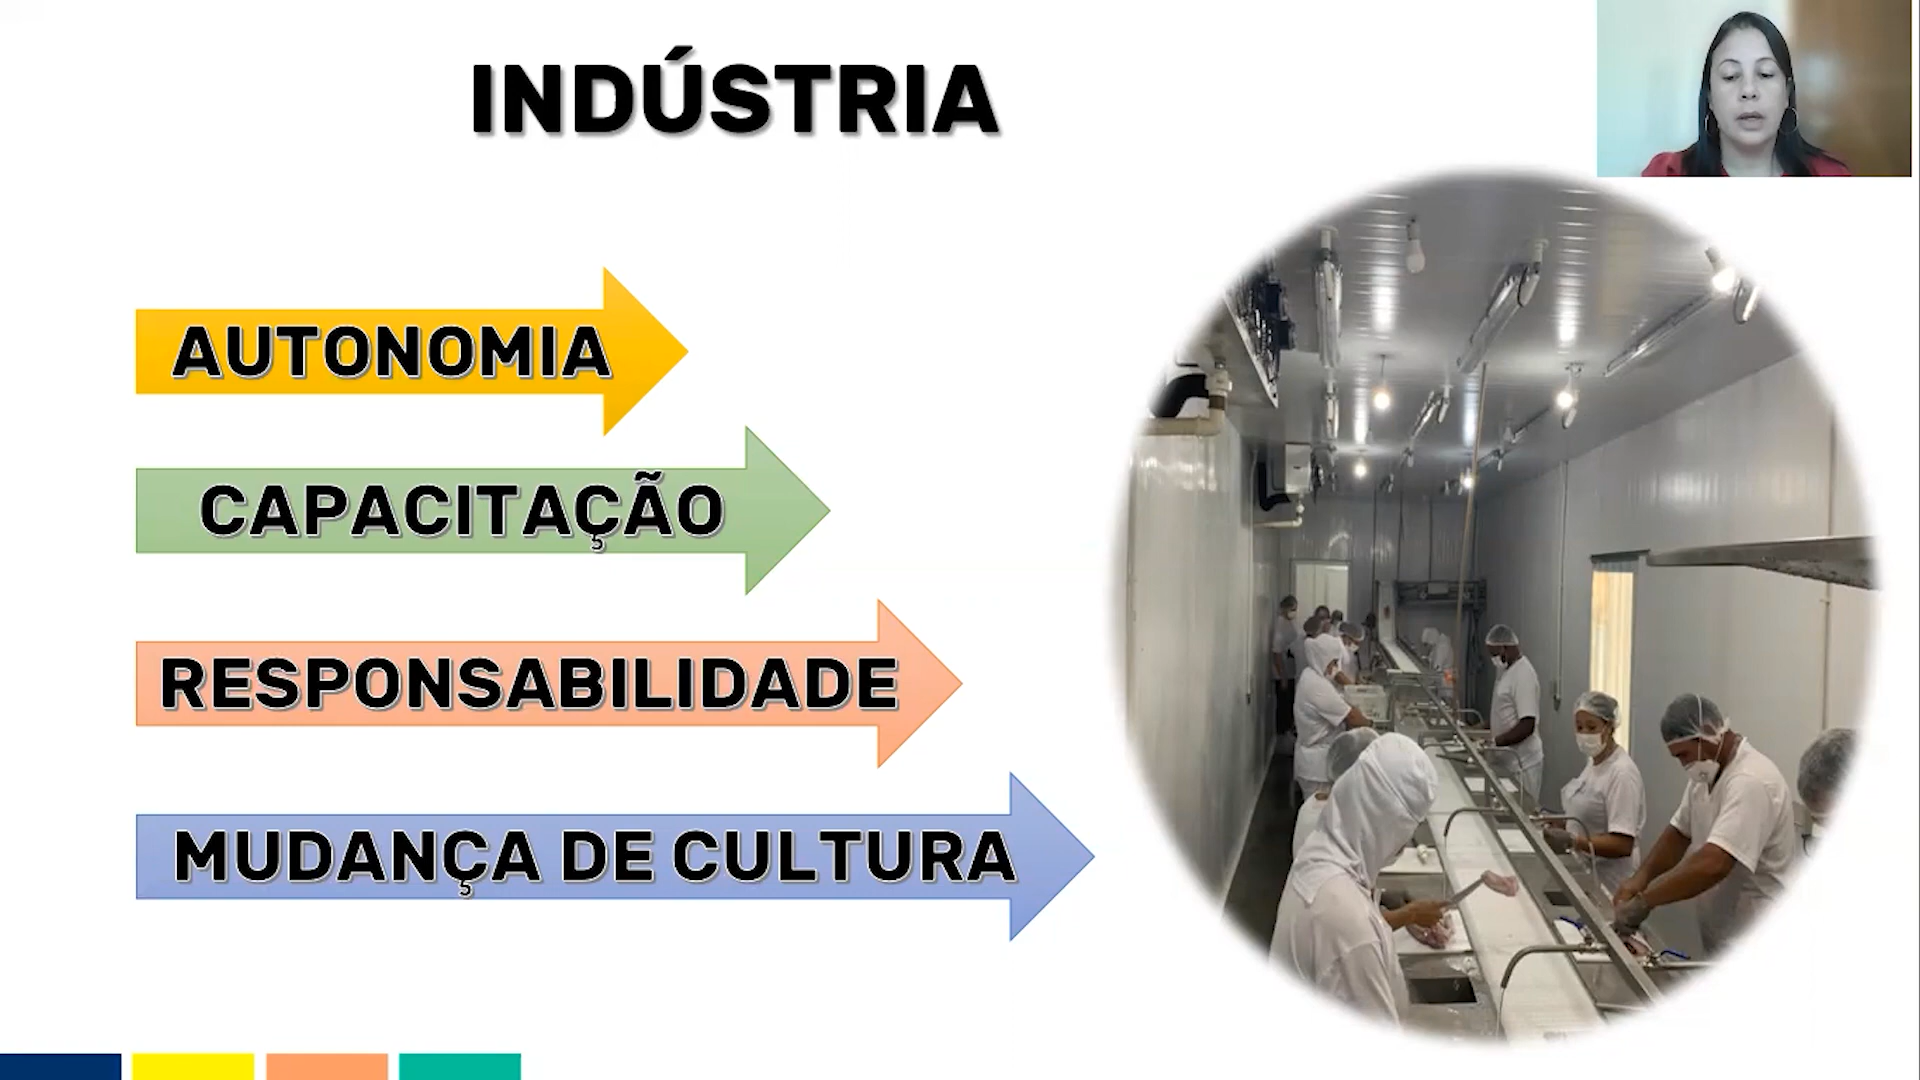 INDÚSTRIA
AUTONOMIA
CAPACITAÇÃO
RESPONSABILIDADE
MUDANÇA DE CULTURA